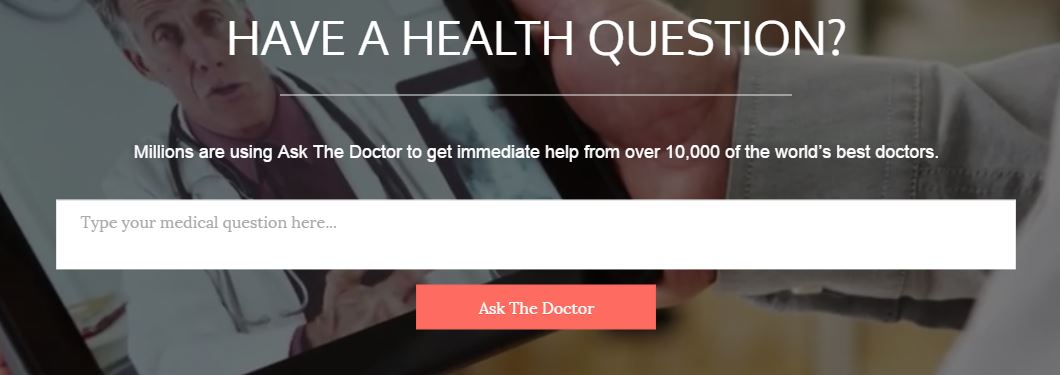 HAVE A HEALTH QUESTION?
Millions are using Ask The Doctor to get immediate help from over 10,000 of the world's best doctors.
Type your medical question here...
Ask The Doctor